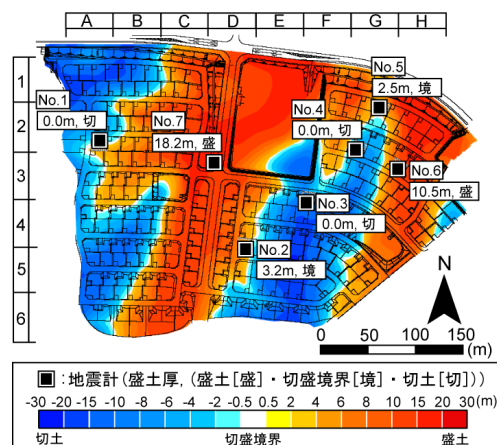 A B C D E F G H
1
2
3
4
5
6
No.1
0.0m, 切
No.7
18.2m, 盛
No.4
0.0m, 切
No.5
2.5m, 境
No.6
10.5m, 盛
No.3
0.0m, 切
No.2
3.2m, 境
N
0 50 100 150
(m)
:地震計(盛土厚, (盛土[盛]・切盛境界[境]・切土[切]))
-30 -20 -10 -8 -6 -4 -2 -0.5 0.5 2 4 6 8 10 20 30(m)
切土 切盛境界 盛土